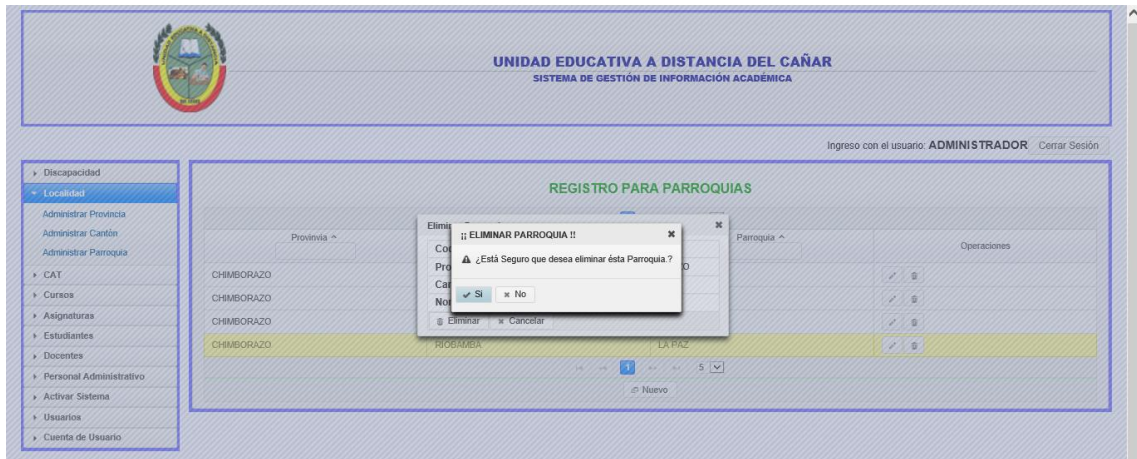 UNIDAD EDUCATIVA A DISTANCIA DEL CAÑAR
SISTEMA DE GESTIÓN DE INFORMACIÓN ACADÉMICA
Ingreso con el usuario: ADMINISTRADOR Cerrar Sesión
Discapacidad
Localidad
Administrar Provincia
Administrar Cantón
Administrar Parroquia
CAT
Cursos
Asignaturas
Estudiantes
Docentes
Personal Administrativo
Activar Sistema
Usuarios
Cuenta de Usuario
REGISTRO PARA PARROQUIAS
Provinvia Parroquia Operaciones
¡¡ ELIMINAR PARROQUIA !!
¿Està Seguro que desea eliminar ésta Parroquia.?
Si No
Eliminar Cancelar
CHIMBORAZO
CHIMBORAZO
CHIMBORAZO
CHIMBORAZO RIOBAMBA LA PAZ
1 5
Nuevo